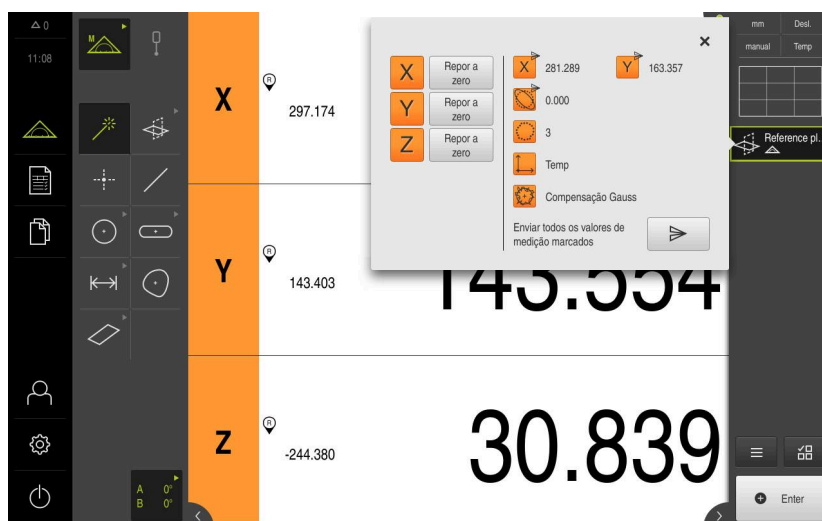 0
11:08
M
A 0°
B 0°
X
R
297.174
Y
R
143.403
143.554
Z
R
-244.380
30.839
X Repor a
zero
Y Repor a
zero
Z Repor a
zero
X 281.289 Y 163.357
0.000
3
Temp
Compensação Gauss
Enviar todos os valores de
medição marcados
mm Desl.
manual Temp
Reference pl.
Enter